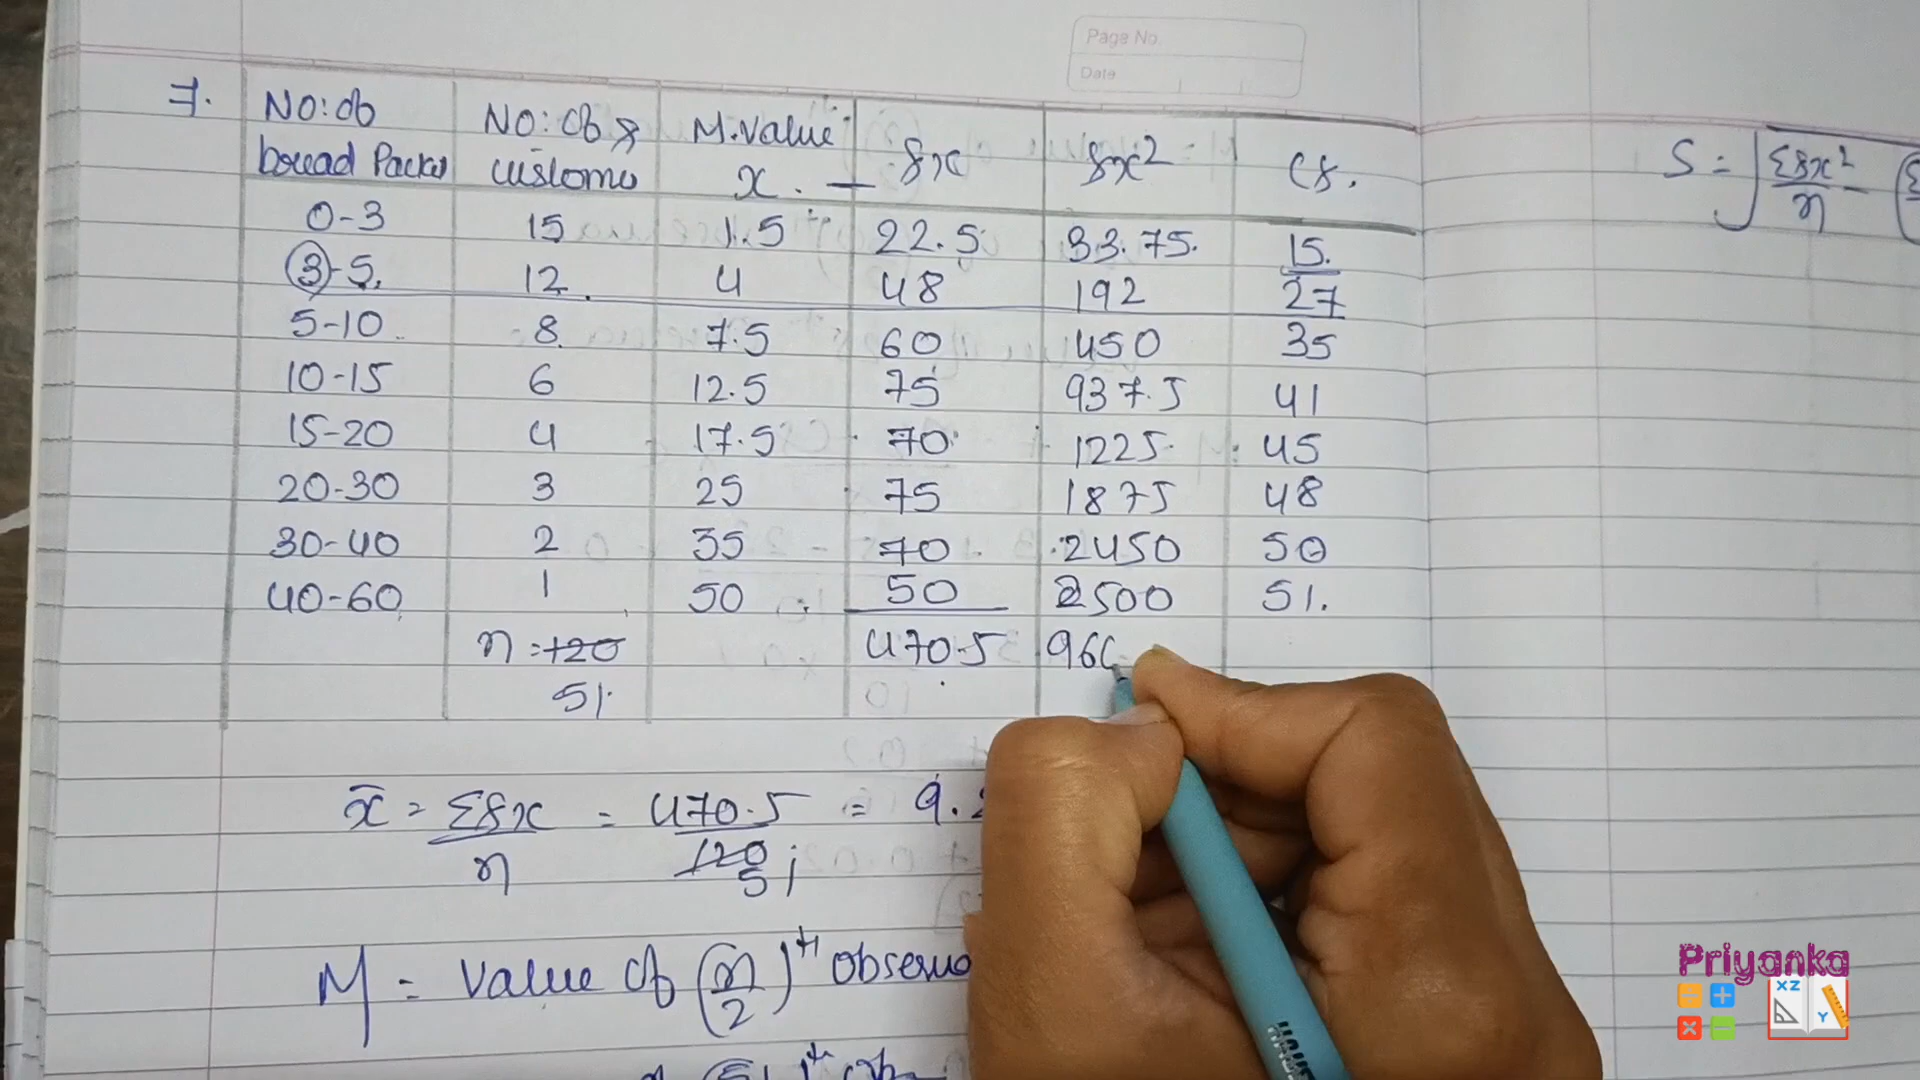 Page No.
Date
7.
No: of bread Packs | No: of f customs | M. value x. | fx | fx² | cf.
0-3 | 15 | 1.5 | 22.5 | 33.75. | 15.
3-5. | 12. | 4 | 48 | 192 | 27
5-10. | 8. | 7.5 | 60 | 450 | 35
10-15 | 6 | 12.5 | 75 | 937.5 | 41
15-20 | 4 | 17.5 | 70 | 1225. | 45
20-30 | 3 | 25 | 75 | 1875 | 48
30-40 | 2 | 35 | 70 | 2450 | 50
40-60 | 1 | 50 | 50 | 2500 | 51.
n = 120 | 470.5 | 966
51.
S = √ Σfx²/n -
x̄ = Σfx/n = 470.5/120 = 9.
51
M = Value of (n/2)th
Priyanka
XZ
Y